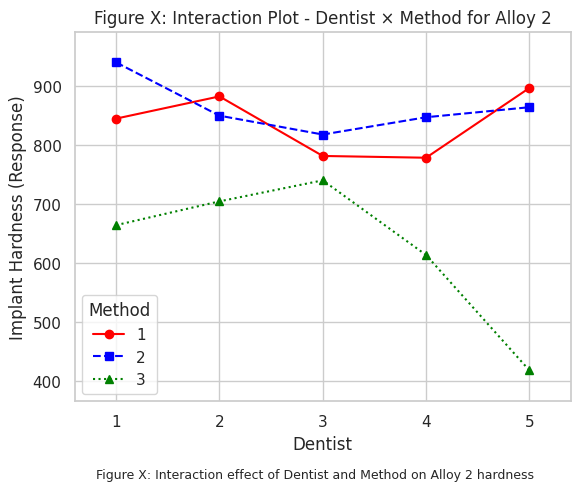 Figure X: Interaction Plot - Dentist × Method for Alloy 2
Implant Hardness (Response)
900
800
700
600
500
400
Method
1
2
3
1 2 3 4 5
Dentist
Figure X: Interaction effect of Dentist and Method on Alloy 2 hardness